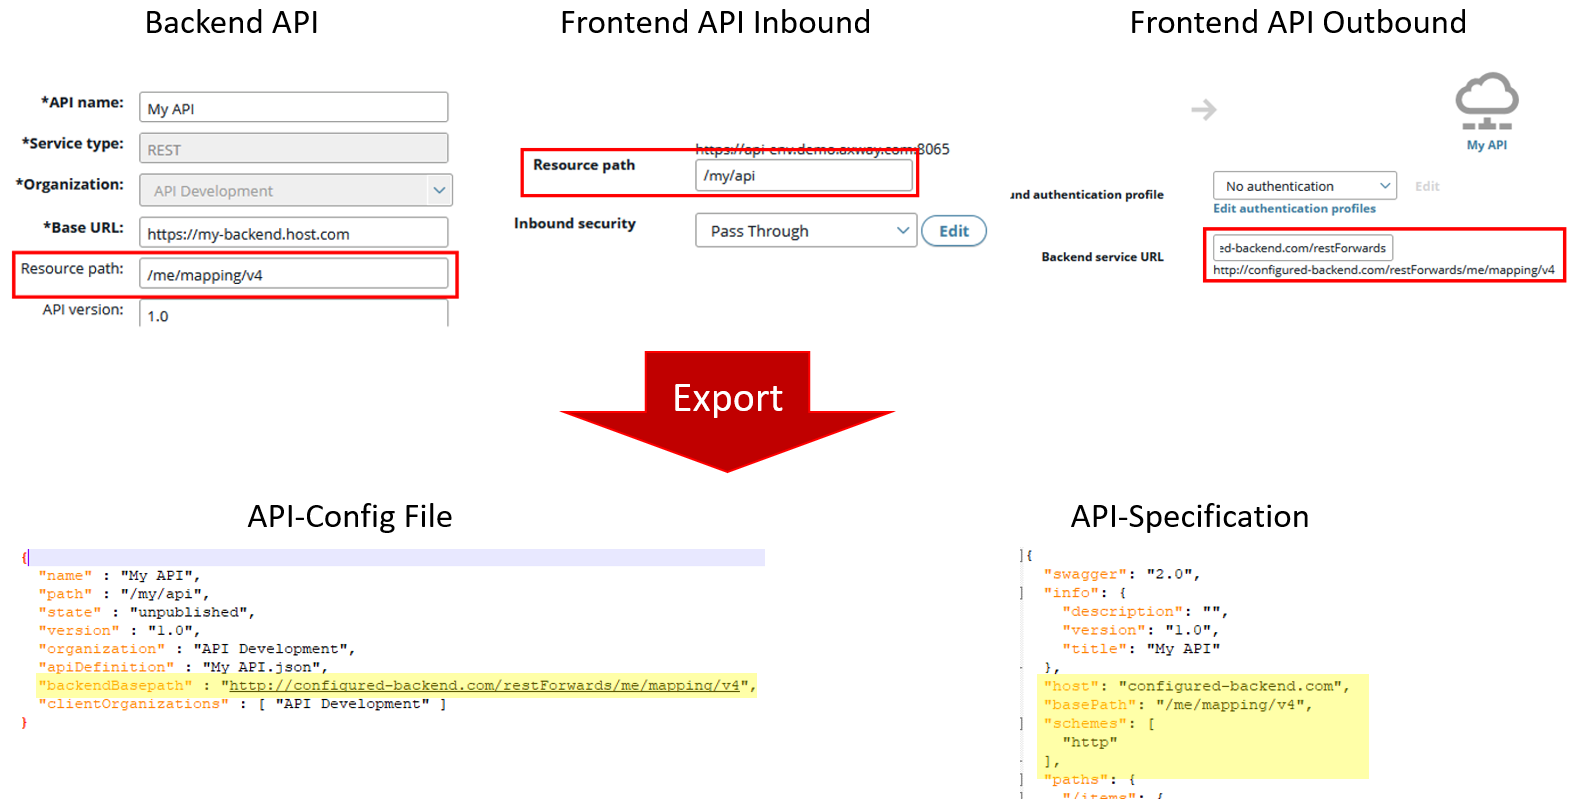 Backend API
Frontend API Inbound
Frontend API Outbound
*API name:
My API
*Service type:
REST
*Organization:
API Development
*Base URL:
https://my-backend.host.com
Resource path:
/me/mapping/v4
API version:
1.0
https://api-env.demo.axway.com:8065
Resource path
/my/api
Inbound security
Pass Through
Edit
My API
und authentication profile
No authentication
Edit
Edit authentication profiles
Backend service URL
ed-backend.com/restForwards
http://configured-backend.com/restForwards/me/mapping/v4
Export
API-Config File
{
"name" : "My API",
"path" : "/my/api",
"state" : "unpublished",
"version" : "1.0",
"organization" : "API Development",
"apiDefinition" : "My API.json",
"backendBasepath" : "http://configured-backend.com/restForwards/me/mapping/v4",
"clientOrganizations" : [ "API Development" ]
}
API-Specification
{
"swagger": "2.0",
"info": {
"description": "",
"version": "1.0",
"title": "My API"
},
"host": "configured-backend.com",
"basePath": "/me/mapping/v4",
"schemes": [
"http"
],
"paths": {
"/items": {